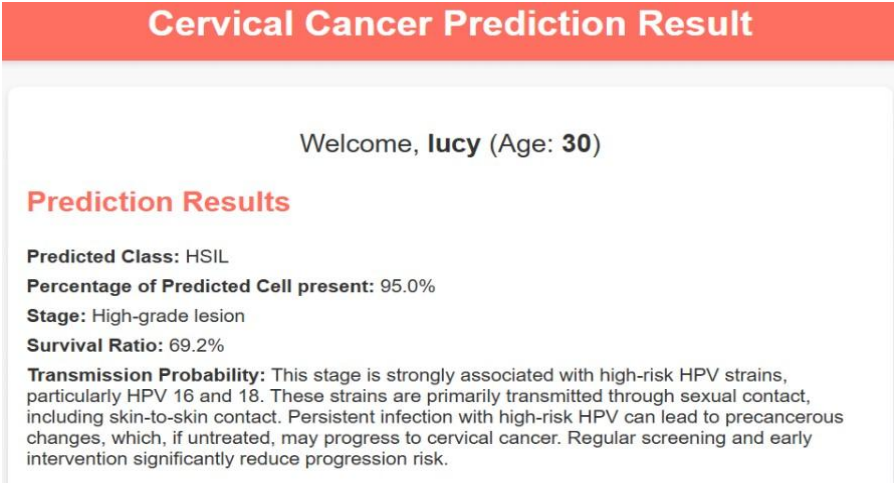 Cervical Cancer Prediction Result
Welcome, lucy (Age: 30)
Prediction Results
Predicted Class: HSIL
Percentage of Predicted Cell present: 95.0%
Stage: High-grade lesion
Survival Ratio: 69.2%
Transmission Probability: This stage is strongly associated with high-risk HPV strains,
particularly HPV 16 and 18. These strains are primarily transmitted through sexual contact,
including skin-to-skin contact. Persistent infection with high-risk HPV can lead to precancerous
changes, which, if untreated, may progress to cervical cancer. Regular screening and early
intervention significantly reduce progression risk.